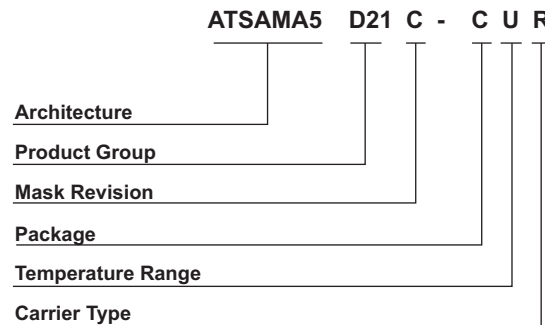 ATSAMA5 D21 C - C U R
Architecture
Product Group
Mask Revision
Package
Temperature Range
Carrier Type